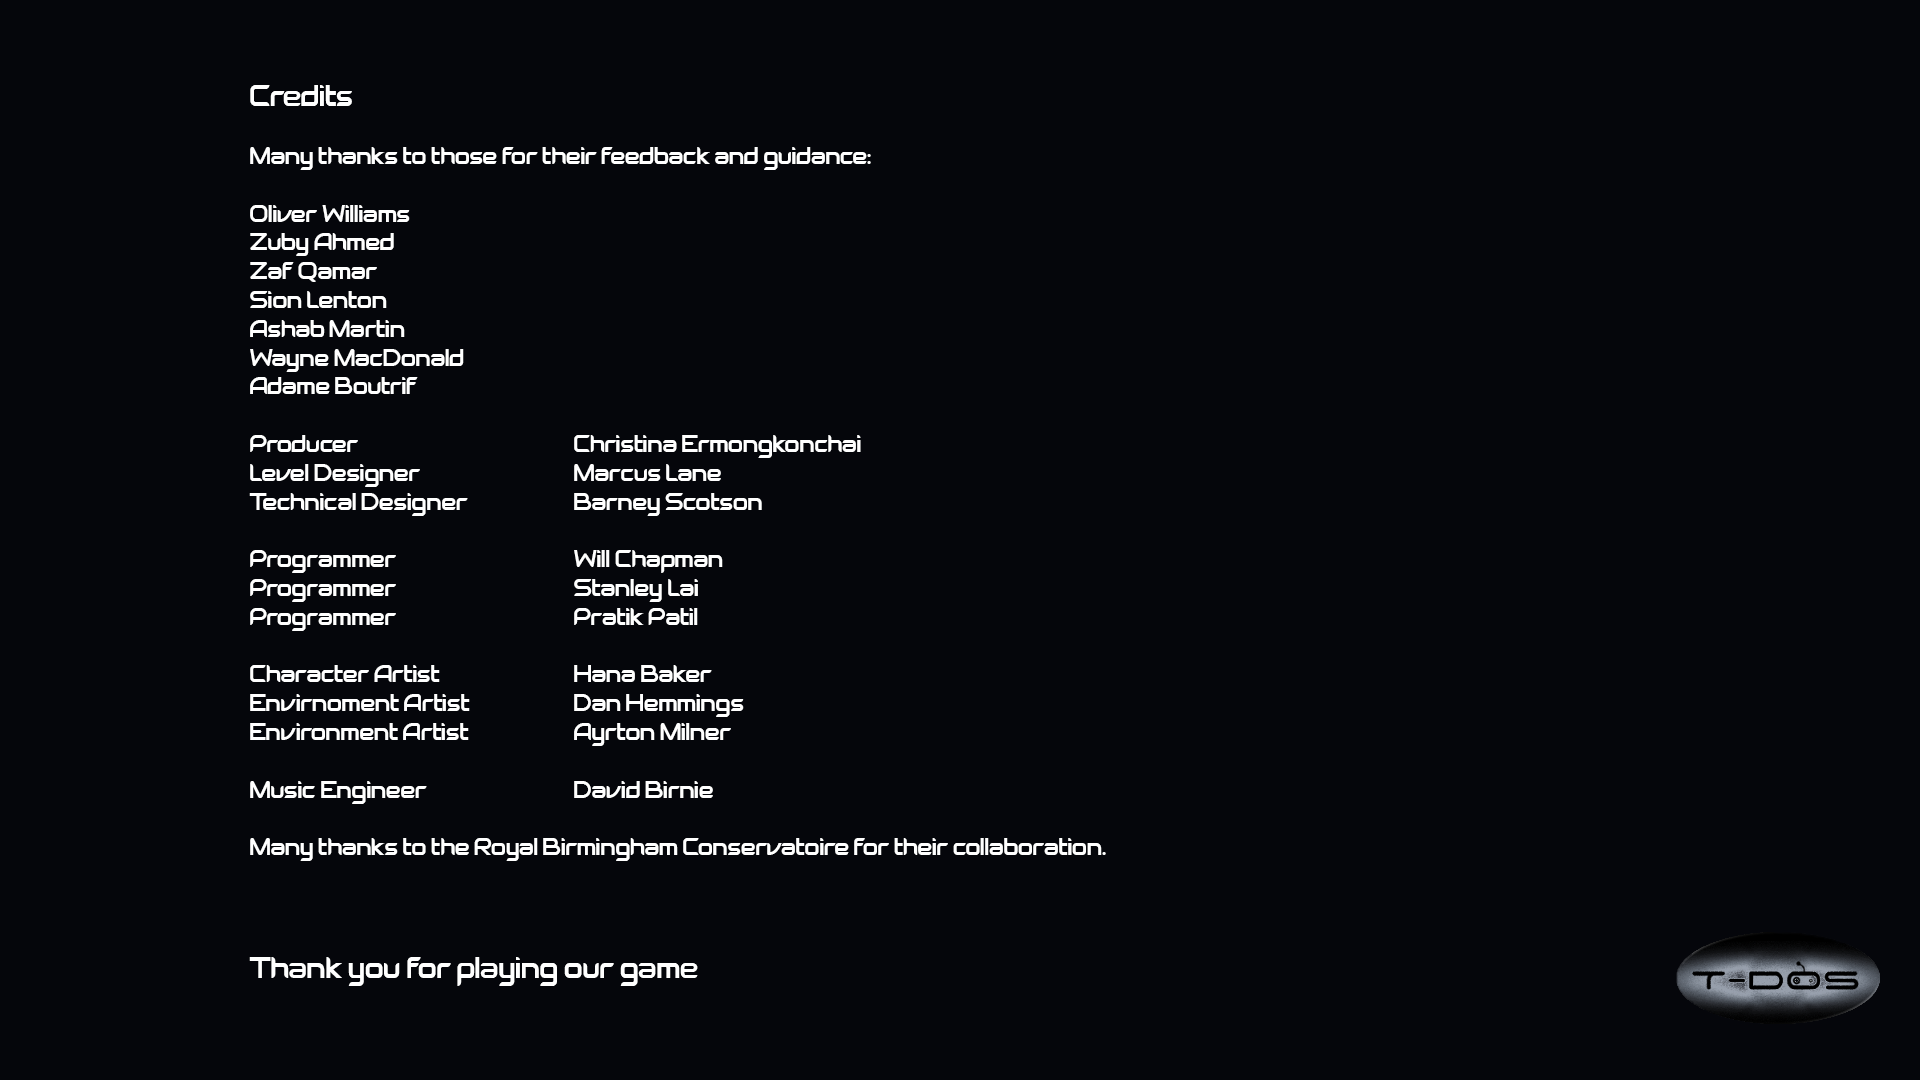 Credits
Many thanks to those for their feedback and guidance:
Oliver Williams
Zuby Ahmed
Zaf Qamar
Sion Lenton
Ashab Martin
Wayne MacDonald
Adame Boutrif
Producer Christina Ermongkonchai
Level Designer Marcus Lane
Technical Designer Barney Scotson
Programmer Will Chapman
Programmer Stanley Lai
Programmer Pratik Patil
Character Artist Hana Baker
Envirnoment Artist Dan Hemmings
Environment Artist Ayrton Milner
Music Engineer David Birnie
Many thanks to the Royal Birmingham Conservatoire for their collaboration.
Thank you for playing our game
T-DOS